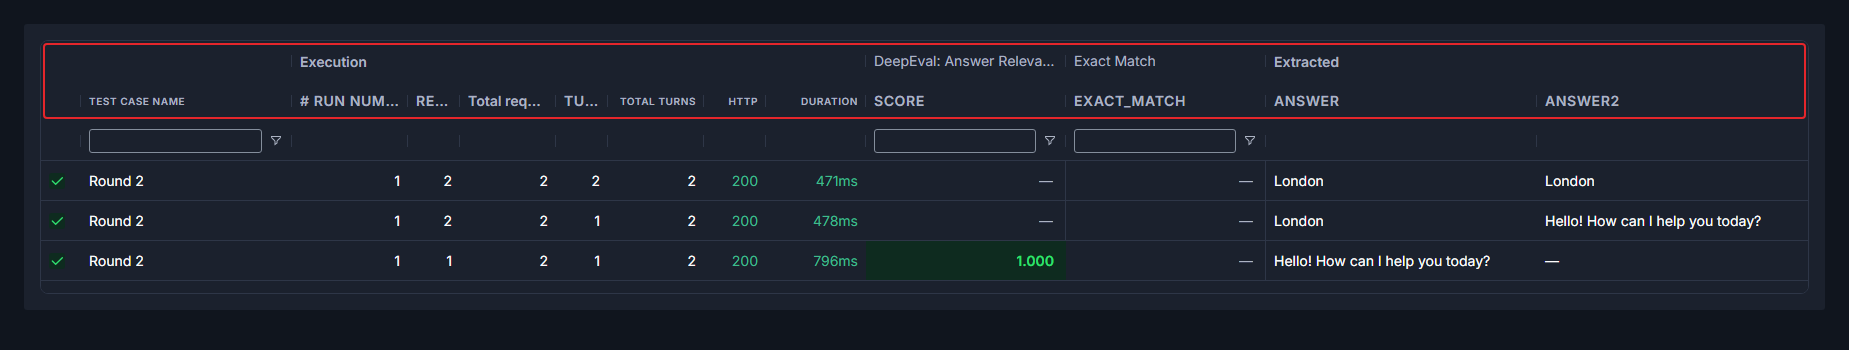 Execution DeepEval: Answer Releva... Exact Match Extracted
TEST CASE NAME # RUN NUM... RE... Total req... TU... TOTAL TURNS HTTP DURATION SCORE EXACT_MATCH ANSWER ANSWER2
Round 2 1 2 2 2 2 200 471ms — — London London
Round 2 1 2 2 1 2 200 478ms — — London Hello! How can I help you today?
Round 2 1 1 2 1 2 200 796ms 1.000 — Hello! How can I help you today? —